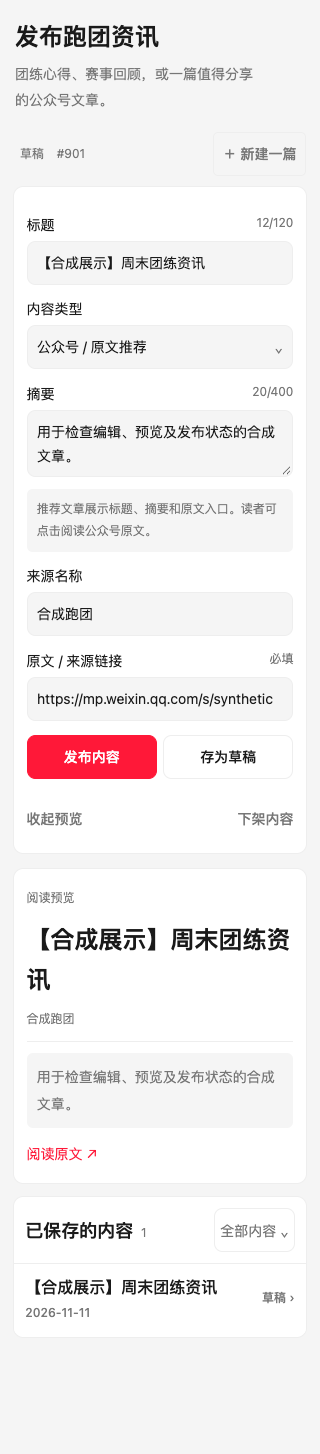 发布跑团资讯
团练心得、赛事回顾，或一篇值得分享
的公众号文章。
草稿 #901
+ 新建一篇
标题 12/120
【合成展示】周末团练资讯
内容类型
公众号 / 原文推荐
摘要 20/400
用于检查编辑、预览及发布状态的合成
文章。
推荐文章展示标题、摘要和原文入口。读者可
点击阅读公众号原文。
来源名称
合成跑团
原文 / 来源链接 必填
https://mp.weixin.qq.com/s/synthetic
发布内容 存为草稿
收起预览 下架内容
阅读预览
【合成展示】周末团练资
讯
合成跑团
用于检查编辑、预览及发布状态的合成
文章。
阅读原文 ↗
已保存的内容 1 全部内容
【合成展示】周末团练资讯
草稿 ›
2026-11-11